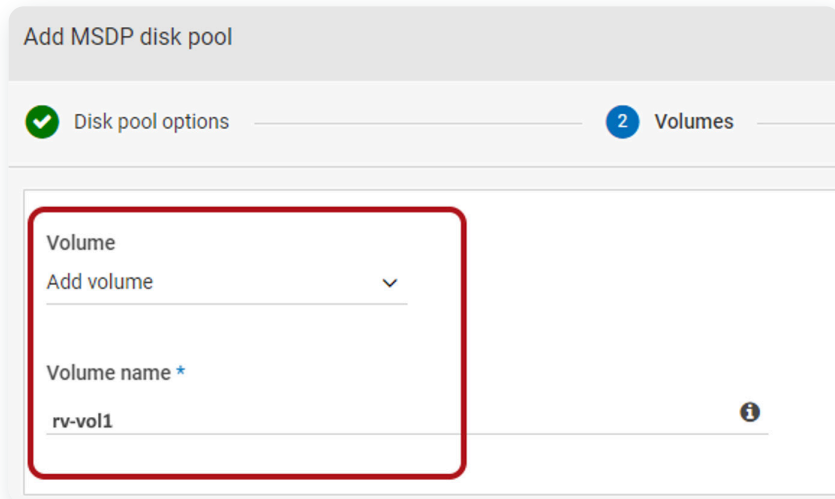 Add MSDP disk pool
Disk pool options
2 Volumes
Volume
Add volume
Volume name *
rv-vol1